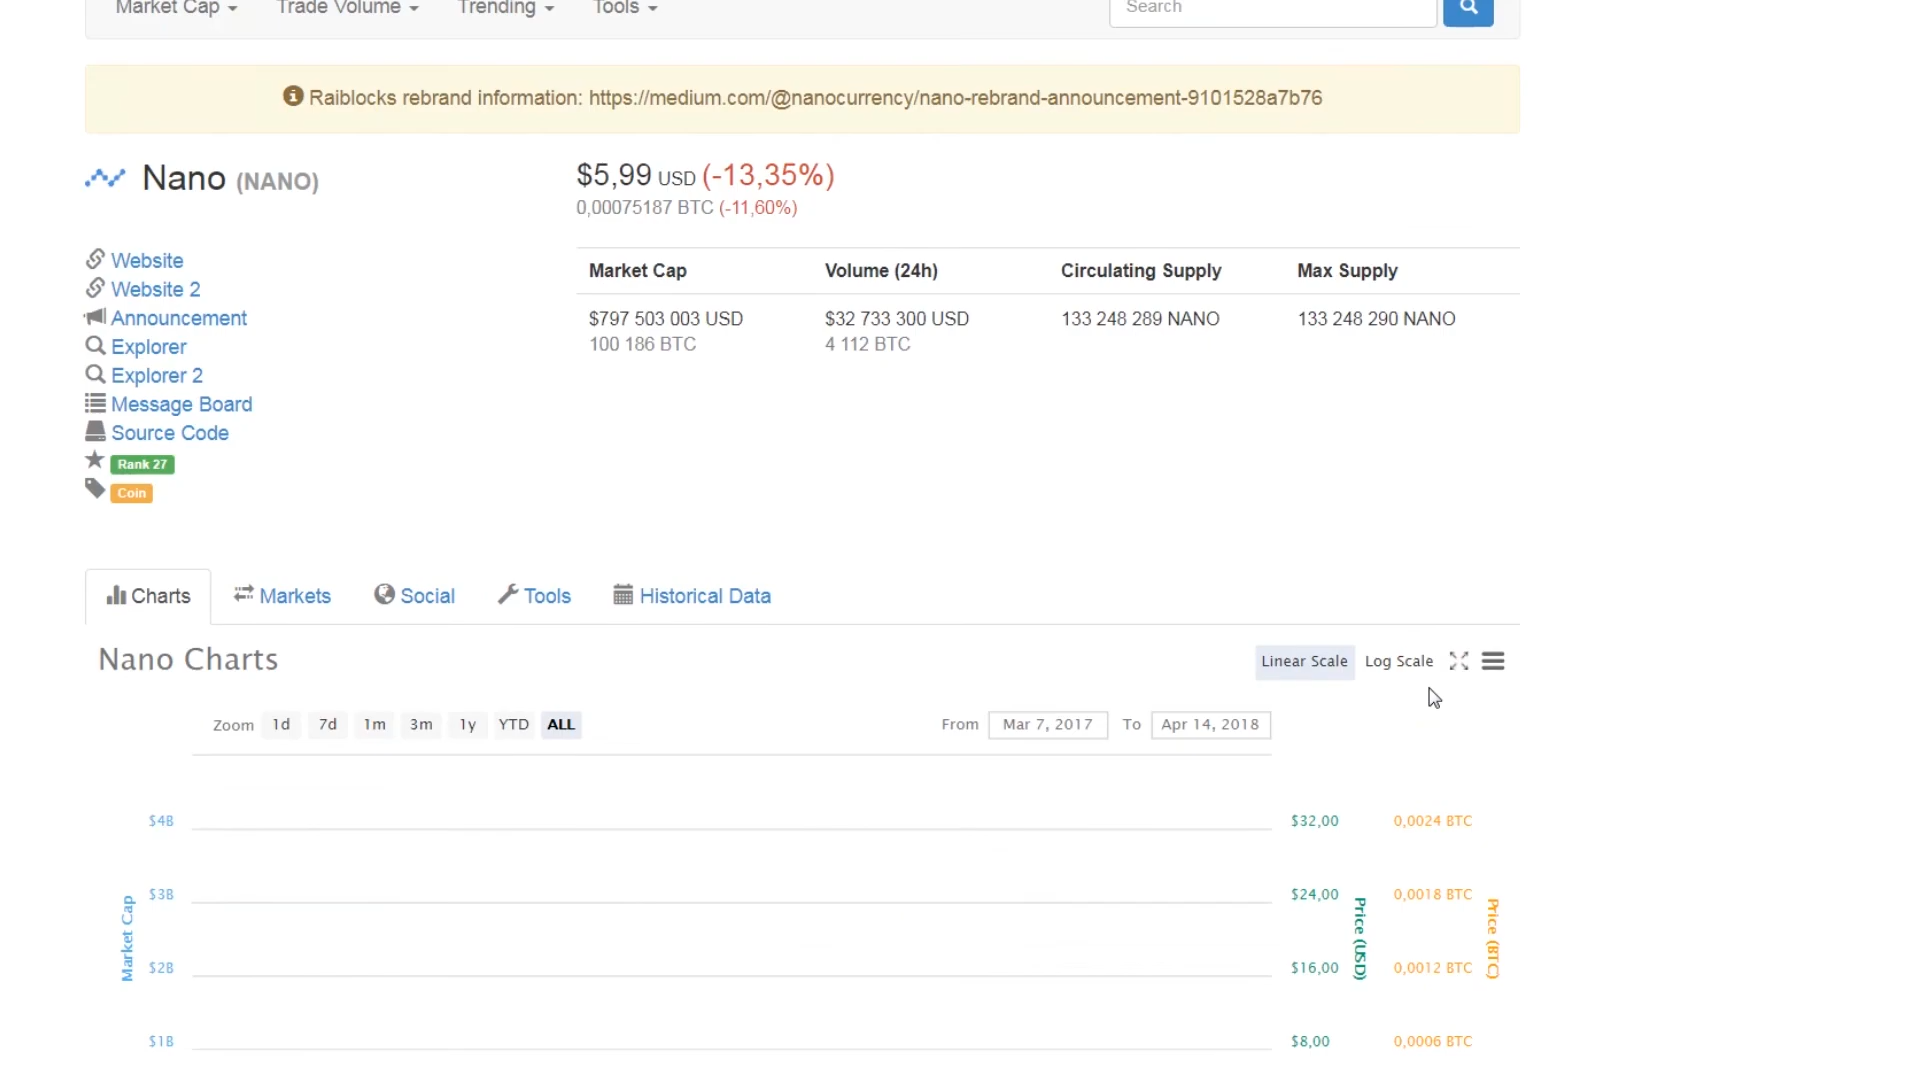 Market Cap Trade Volume Trending Tools Search
Raiblocks rebrand information: https://medium.com/@nanocurrency/nano-rebrand-announcement-9101528a7b76
Nano (NANO)
$5,99 USD (-13,35%)
0,00075187 BTC (-11,60%)
Website
Website 2
Announcement
Explorer
Explorer 2
Message Board
Source Code
Rank 27
Coin
Market Cap Volume (24h) Circulating Supply Max Supply
$797 503 003 USD $32 733 300 USD 133 248 289 NANO 133 248 290 NANO
100 186 BTC 4 112 BTC
Charts Markets Social Tools Historical Data
Nano Charts
Linear Scale Log Scale
Zoom 1d 7d 1m 3m 1y YTD ALL From Mar 7, 2017 To Apr 14, 2018
$4B $32,00 0,0024 BTC
$3B $24,00 0,0018 BTC
$2B $16,00 0,0012 BTC
$1B $8,00 0,0006 BTC
Market Cap
Price (USD)
Price (BTC)